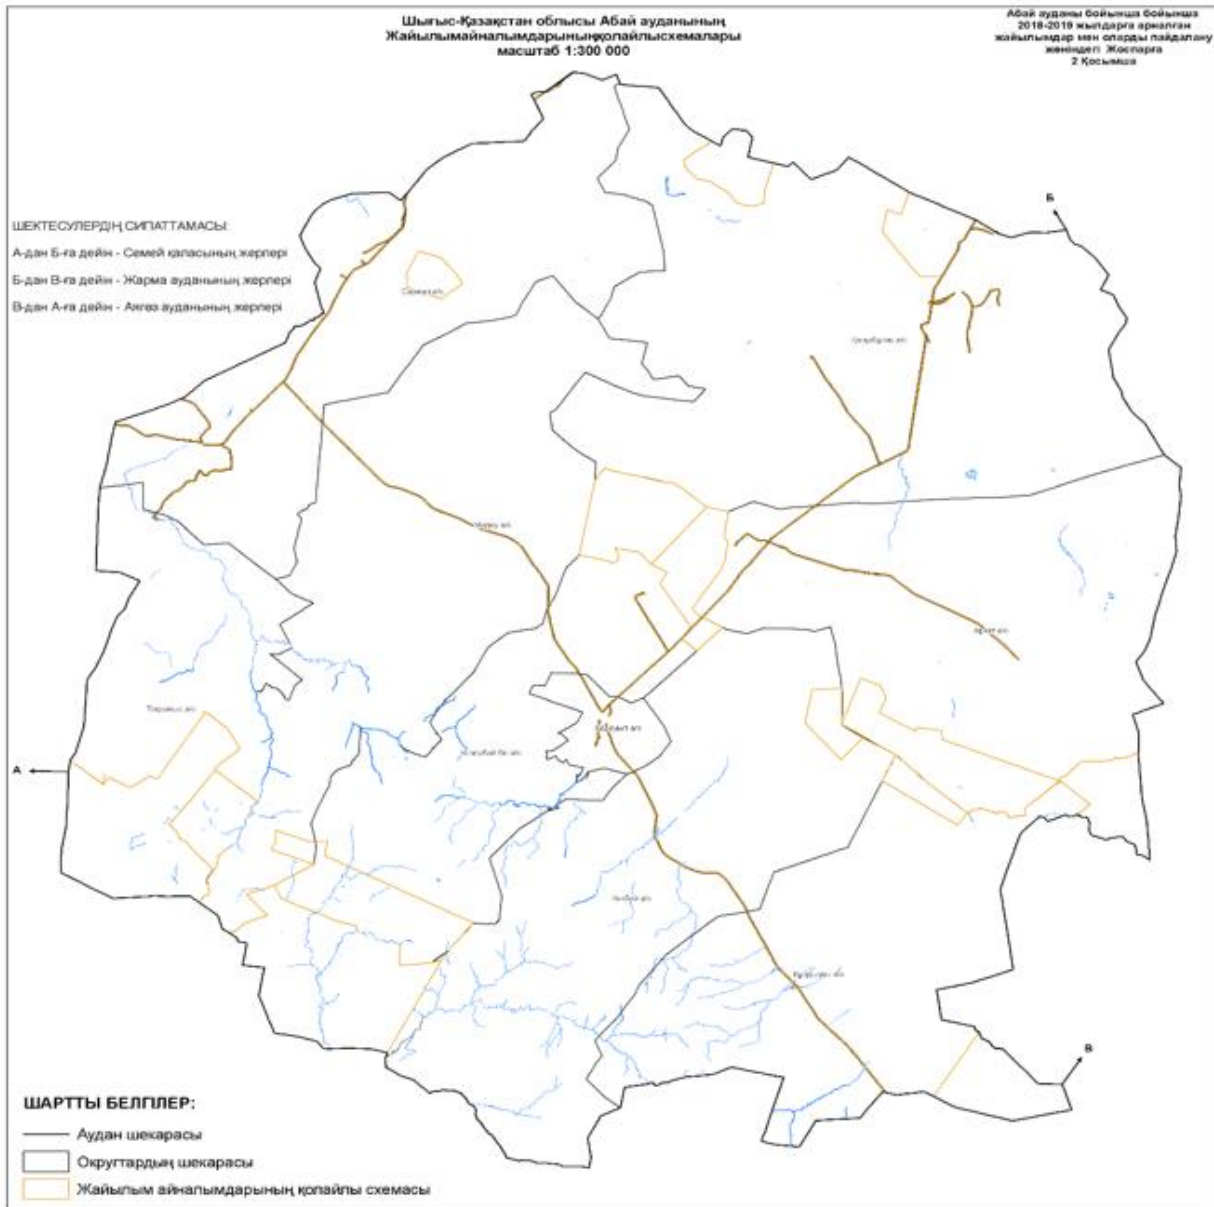 Шығыс-Қазақстан облысы Абай ауданының
Жайылымайналымдарыныңқолайлысхемалары
масштаб 1:300 000
Абай ауданы бойынша бойынша
2018-2019 жылдарға арналған
жайылымдар мен оларды пайдалану
жөніндегі Жоспарға
2 Қосымша
Б
ШЕКТЕСУЛЕРДІҢ СИПАТТАМАСЫ:
А-дан Б-ға дейін - Семей қаласының жерлері
Б-дан В-ға дейін - Жарма ауданының жерлері
В-дан А-ға дейін - Аягөз ауданының жерлері
А
В
ШАРТТЫ БЕЛГІЛЕР:
Аудан шекарасы
Округтардың шекарасы
Жайылым айналымдарының қолайлы схемасы